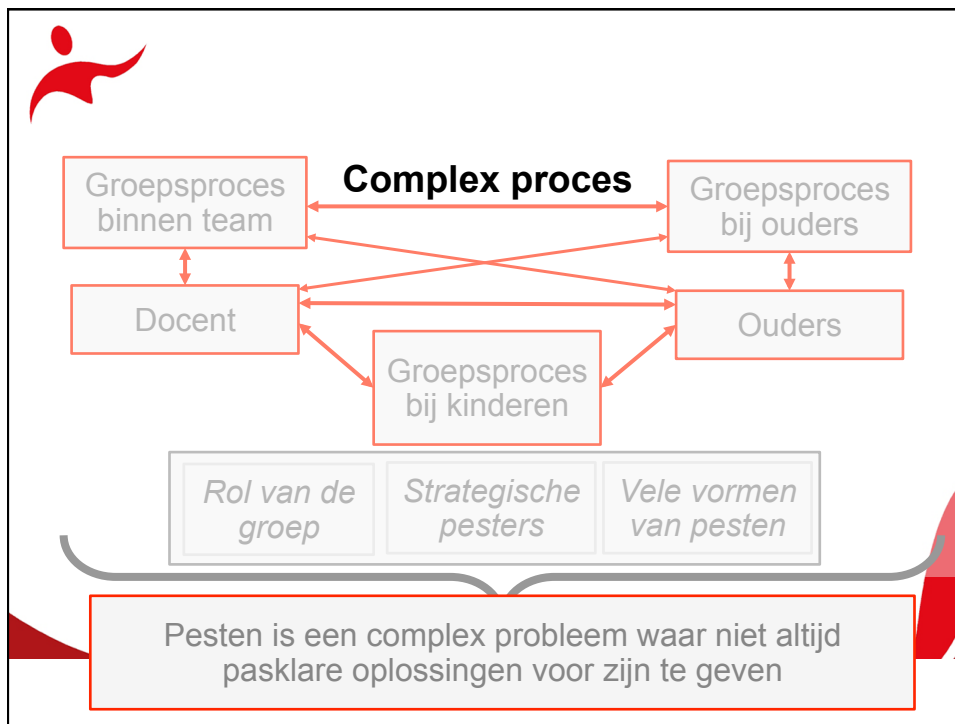 Complex proces
Groepsproces
binnen team
Groepsproces
bij ouders
Docent
Ouders
Groepsproces
bij kinderen
Rol van de
groep
Strategische
pesters
Vele vormen
van pesten
Pesten is een complex probleem waar niet altijd
pasklare oplossingen voor zijn te geven